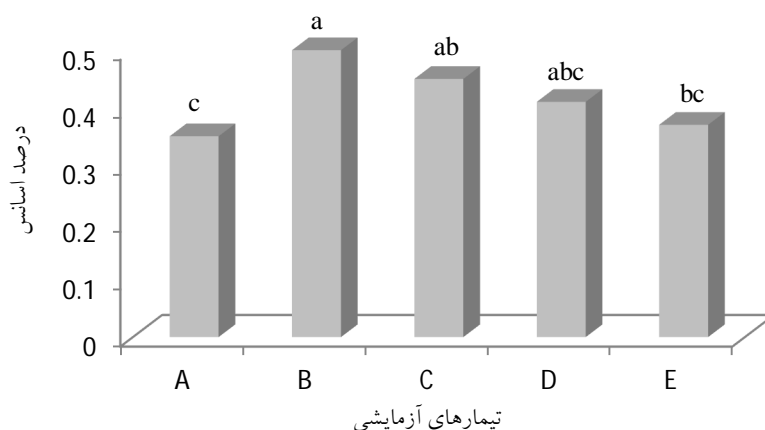 a
ab
abc
c
bc
0.5
0.4
0.3
0.2
0.1
0
درصد اسانس
A B C D E
تیمارهای آزمایشی